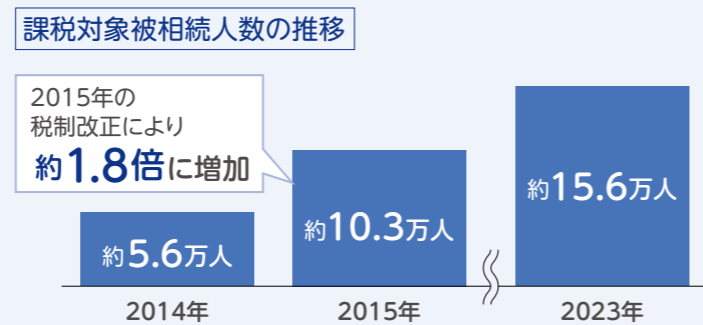 課税対象被相続人数の推移
2015年の
税制改正により
約1.8倍に増加
約5.6万人
約10.3万人
約15.6万人
2014年
2015年
2023年